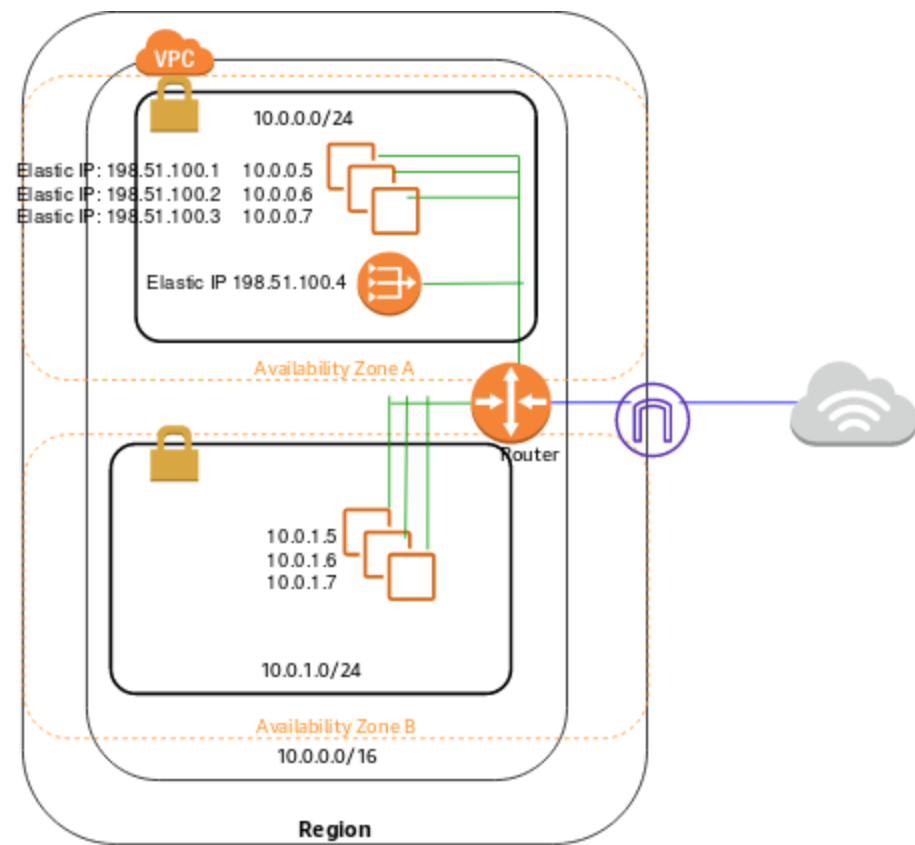 VPC
10.0.0.0/24
Elastic IP: 198.51.100.1 10.0.0.5
Elastic IP: 198.51.100.2 10.0.0.6
Elastic IP: 198.51.100.3 10.0.0.7
Elastic IP 198.51.100.4
Availability Zone A
Router
10.0.1.5
10.0.1.6
10.0.1.7
10.0.1.0/24
Availability Zone B
10.0.0.0/16
Region